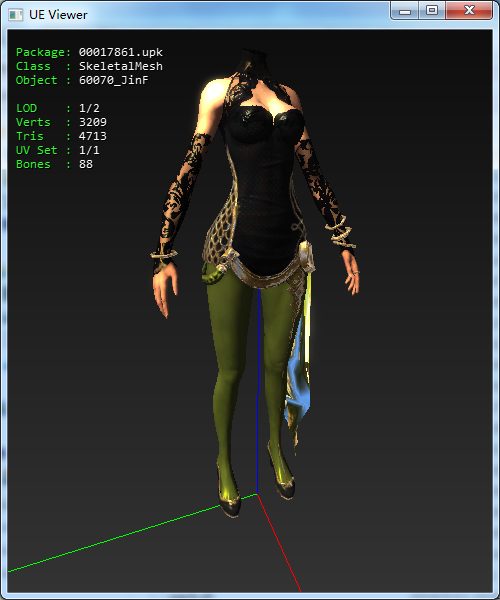 UE Viewer
Package: 00017861.upk
Class : SkeletalMesh
Object : 60070_JinF
LOD : 1/2
Verts : 3209
Tris : 4713
UV Set : 1/1
Bones : 88